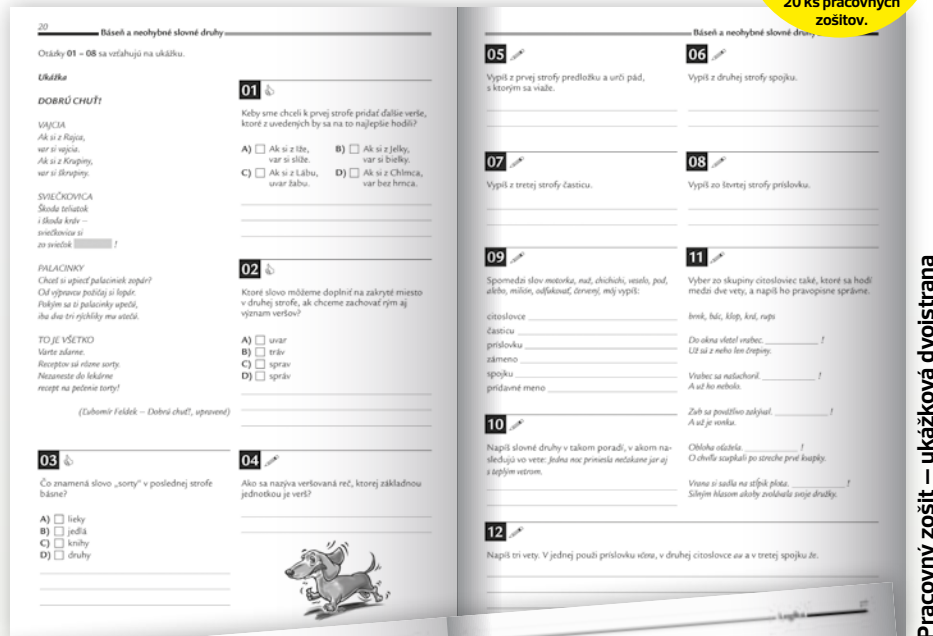 20 ks pracovných
zošitov.
20
Báseň a neohybné slovné druhy
Otázky 01 – 08 sa vzťahujú na ukážku.
Ukážka
DOBRÚ CHUŤ!
VAJCIA
Ak si z Rajca,
var si vajcia.
Ak si z Krupiny,
var si škrupiny.
SVIEČKOVICA
Škoda teliatok
i škoda kráv –
sviečkovicu si
zo sviečok !
PALACINKY
Chceš si upiecť palaciniek zopár?
Od výpravcu požičaj si lopár.
Pokým sa ti palacinky upečú,
iba dva tri rýchliky mu utečú.
TO JE VŠETKO
Varte zdarne.
Receptov sú rôzne sorty.
Nezaneste do lekárne
recept na pečenie torty!
(Ľubomír Feldek – Dobrú chuť!, upravené)
01
Keby sme chceli k prvej strofe pridať ďalšie verše,
ktoré z uvedených by sa na to najlepšie hodili?
A) Ak si z Iže,
var si slíže.
B) Ak si z Jelky,
var si bielky.
C) Ak si z Lábu,
uvar žabu.
D) Ak si z Chlmca,
var bez hrnca.
02
Ktoré slovo môžeme doplniť na zakryté miesto
v druhej strofe, ak chceme zachovať rým aj
význam veršov?
A) uvar
B) tráv
C) sprav
D) správ
03
Čo znamená slovo „sorty“ v poslednej strofe
básne?
A) lieky
B) jedlá
C) knihy
D) druhy
04
Ako sa nazýva veršovaná reč, ktorej základnou
jednotkou je verš?
Báseň a neohybné slovné druhy
05
Vypíš z prvej strofy predložku a urči pád,
s ktorým sa viaže.
06
Vypíš z druhej strofy spojku.
07
Vypíš z tretej strofy časticu.
08
Vypíš zo štvrtej strofy príslovku.
09
Spomedzi slov motorka, nuž, chichichi, veselo, pod,
alebo, milión, odfukovať, červený, môj vypíš:
citoslovce
časticu
príslovku
zámeno
spojku
prídavné meno
10
Napíš slovné druhy v takom poradí, v akom na-
sledujú vo vete: Jedna noc priniesla nečakane jar aj
s teplým vetrom.
11
Vyber zo skupiny citosloviec také, ktoré sa hodí
medzi dve vety, a napíš ho pravopisne správne.
brnk, bác, klop, krá, rups
Do okna vletel vrabec. !
Už sú z neho len črepiny.
Vrabec sa našuchoril. !
A už ho nebolo.
Zub sa povážlivo zakýval. !
A už je vonku.
Obloha oťažela. !
O chvíľu scupkali po streche prvé kvapky.
Vrana si sadla na stĺpik plota. !
Silným hlasom akoby zvolávala svoje družky.
12
Napíš tri vety. V jednej použi príslovku včera, v druhej citoslovce av a v tretej spojku že.
Logika
Pracovný zošit – ukážková dvojstrana